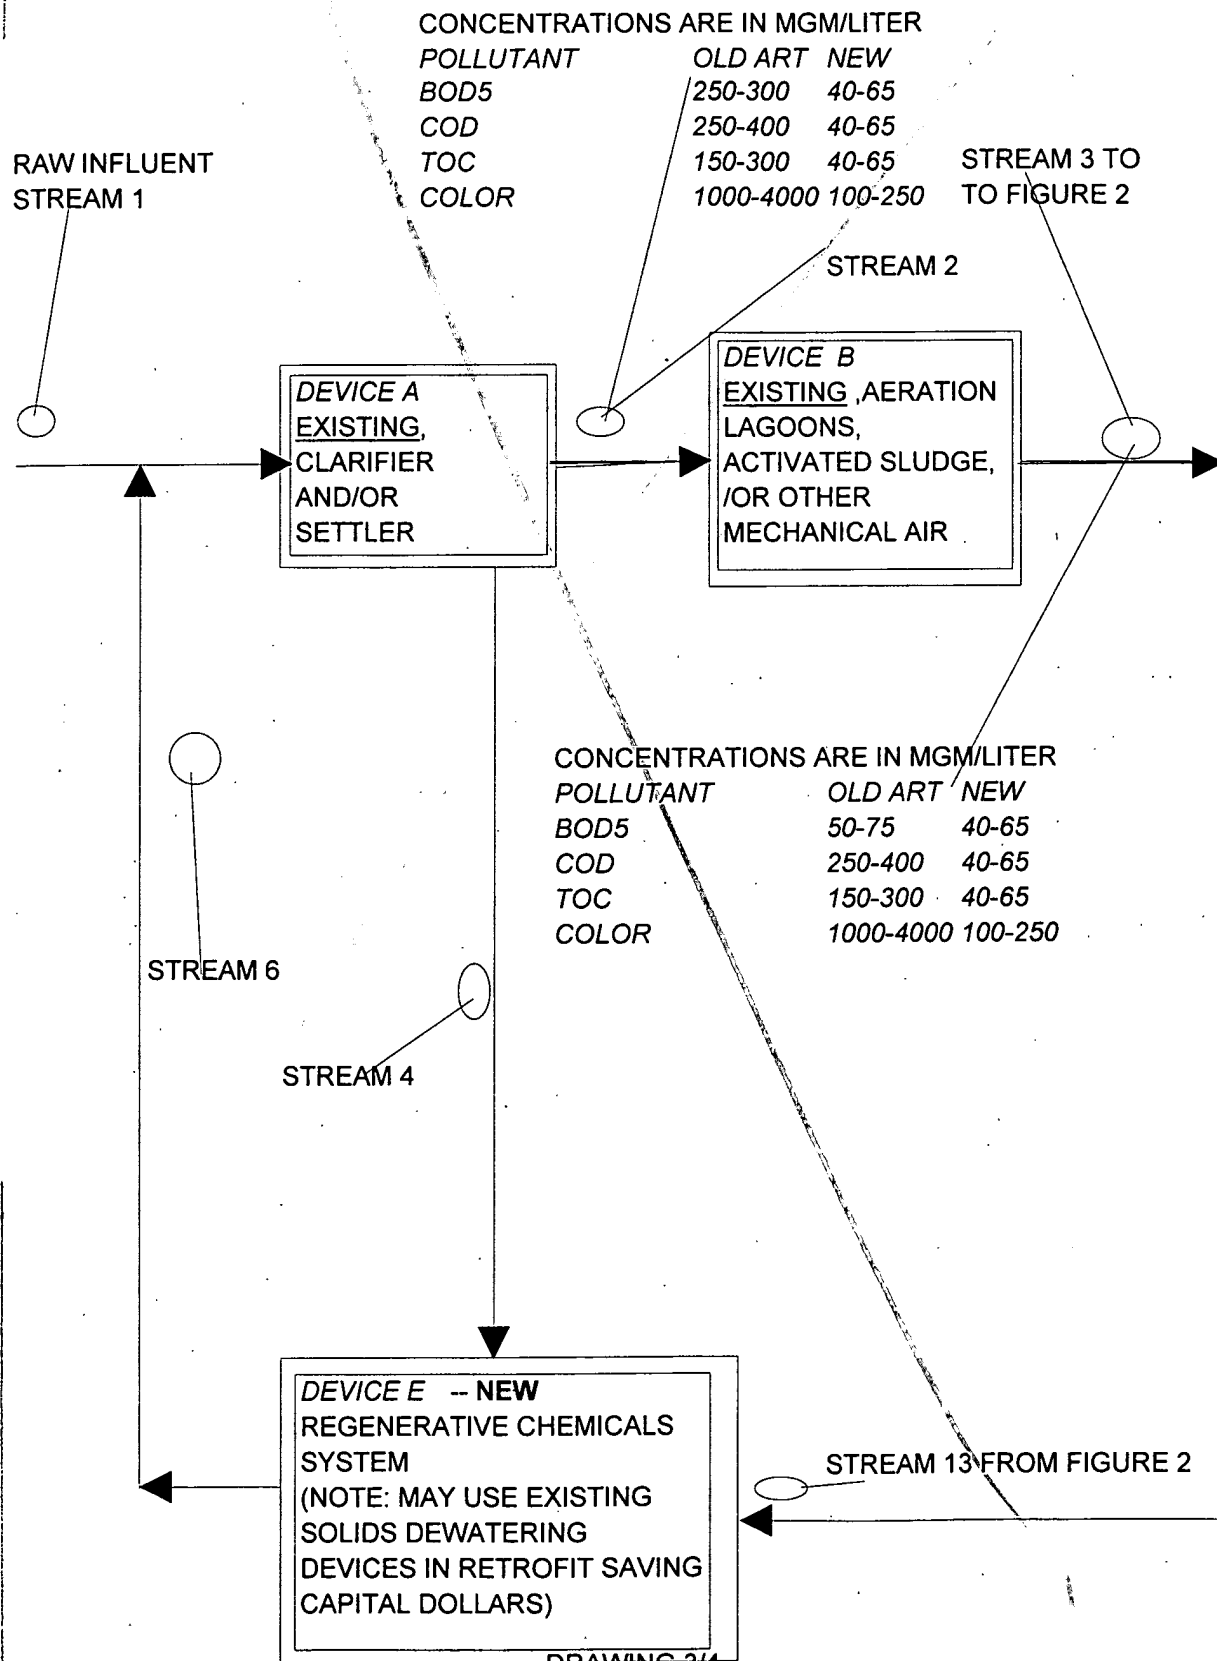 CONCENTRATIONS ARE IN MGM/LITER
POLLUTANT OLD ART NEW
BOD5 250-300 40-65
COD 250-400 40-65
TOC 150-300 40-65
COLOR 1000-4000 100-250
RAW INFLUENT
STREAM 1
STREAM 3 TO
TO FIGURE 2
STREAM 2
DEVICE A
EXISTING,
CLARIFIER
AND/OR
SETTLER
DEVICE B
EXISTING ,AERATION
LAGOONS,
ACTIVATED SLUDGE,
/OR OTHER
MECHANICAL AIR
CONCENTRATIONS ARE IN MGM/LITER
POLLUTANT OLD ART NEW
BOD5 50-75 40-65
COD 250-400 40-65
TOC 150-300 40-65
COLOR 1000-4000 100-250
STREAM 6
STREAM 4
DEVICE E -- NEW
REGENERATIVE CHEMICALS
SYSTEM
(NOTE: MAY USE EXISTING
SOLIDS DEWATERING
DEVICES IN RETROFIT SAVING
CAPITAL DOLLARS)
STREAM 13 FROM FIGURE 2
DRAWING 3/4